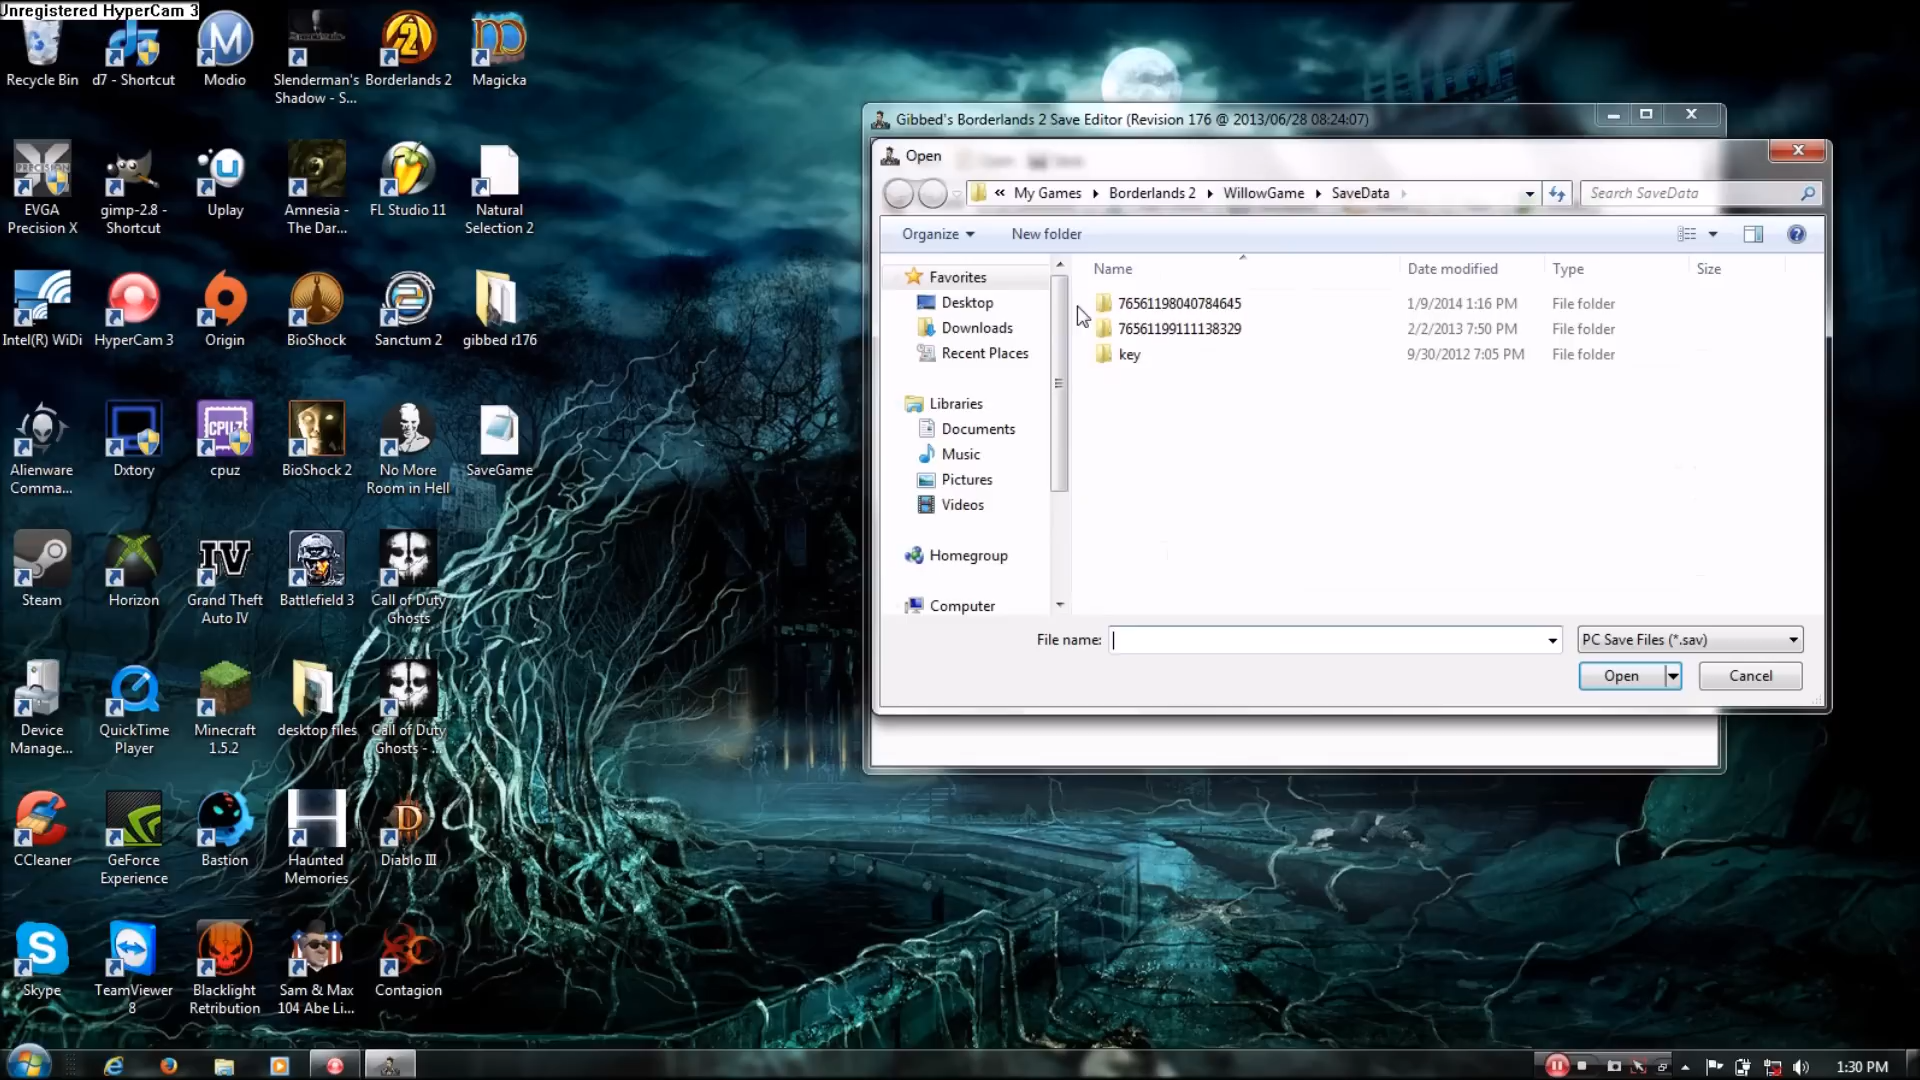 Unregistered HyperCam 3
Recycle Bin
d7 - Shortcut
Modio
Slenderman's
Shadow - S...
Borderlands 2
Magicka
EVGA
Precision X
gimp-2.8 -
Shortcut
Uplay
Amnesia -
The Dar...
FL Studio 11
Natural
Selection 2
Intel(R) WiDi
HyperCam 3
Origin
BioShock
Sanctum 2
gibbed r176
Alienware
Comma...
Dxtory
cpuz
BioShock 2
No More
Room in Hell
SaveGame
Steam
Horizon
Grand Theft
Auto IV
Battlefield 3
Call of Duty
Ghosts
Device
Manage...
QuickTime
Player
Minecraft
1.5.2
desktop files
Call of Duty
Ghosts - ...
CCleaner
GeForce
Experience
Bastion
Haunted
Memories
Diablo III
Skype
TeamViewer
8
Blacklight
Retribution
Sam & Max
104 Abe Li...
Contagion
Gibbed's Borderlands 2 Save Editor (Revision 176 @ 2013/06/28 08:24:07)
Open
« My Games Borderlands 2 WillowGame SaveData
Search SaveData
Organize New folder
Name Date modified Type Size
76561198040784645 1/9/2014 1:16 PM File folder
76561199111138329 2/2/2013 7:50 PM File folder
key 9/30/2012 7:05 PM File folder
Favorites
Desktop
Downloads
Recent Places
Libraries
Documents
Music
Pictures
Videos
Homegroup
Computer
File name:
PC Save Files (*.sav)
Open Cancel
1:30 PM